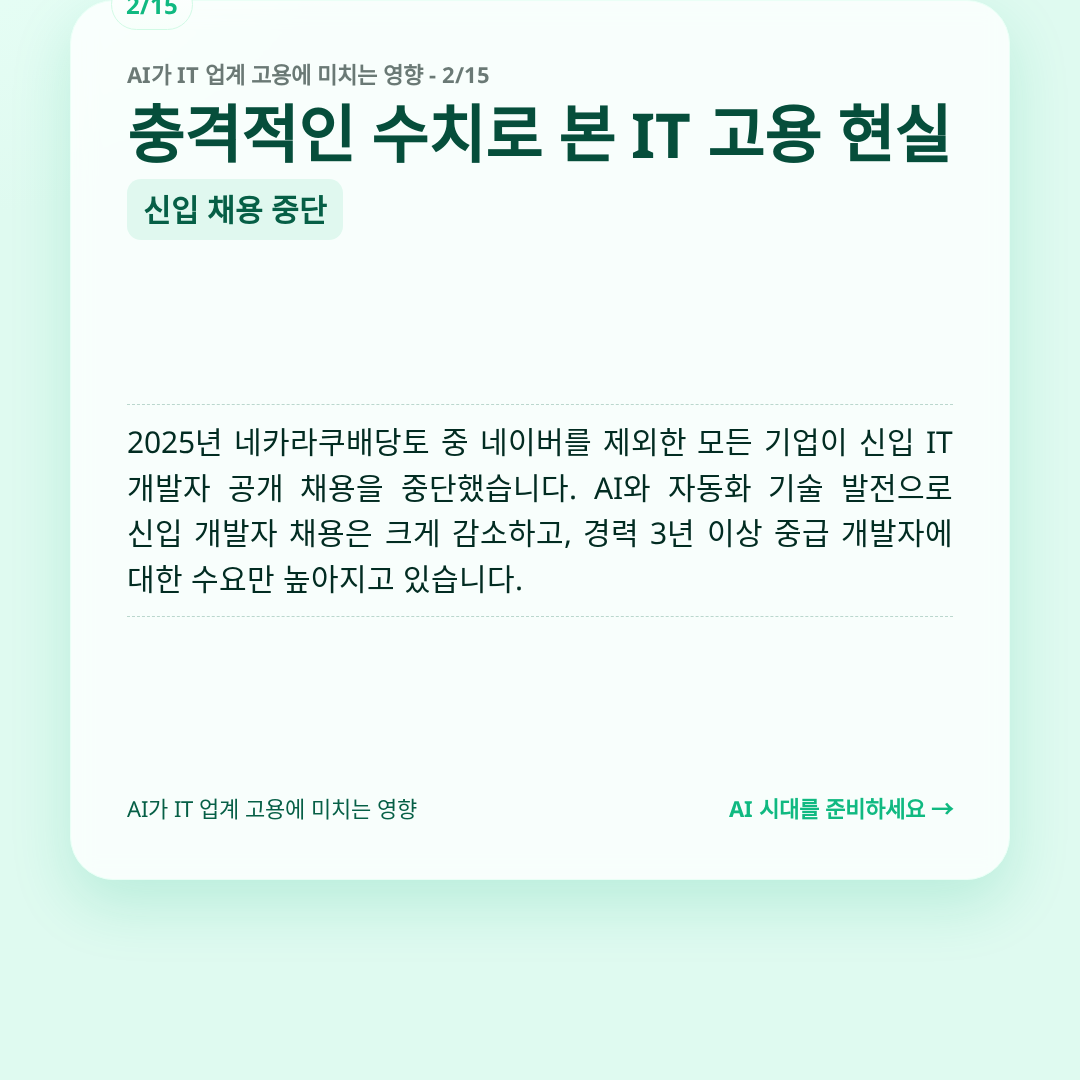 2/15
AI가 IT 업계 고용에 미치는 영향 - 2/15
충격적인 수치로 본 IT 고용 현실
신입 채용 중단
2025년 네카라쿠배당토 중 네이버를 제외한 모든 기업이 신입 IT
개발자 공개 채용을 중단했습니다. AI와 자동화 기술 발전으로
신입 개발자 채용은 크게 감소하고, 경력 3년 이상 중급 개발자에
대한 수요만 높아지고 있습니다.
AI가 IT 업계 고용에 미치는 영향
AI 시대를 준비하세요 →